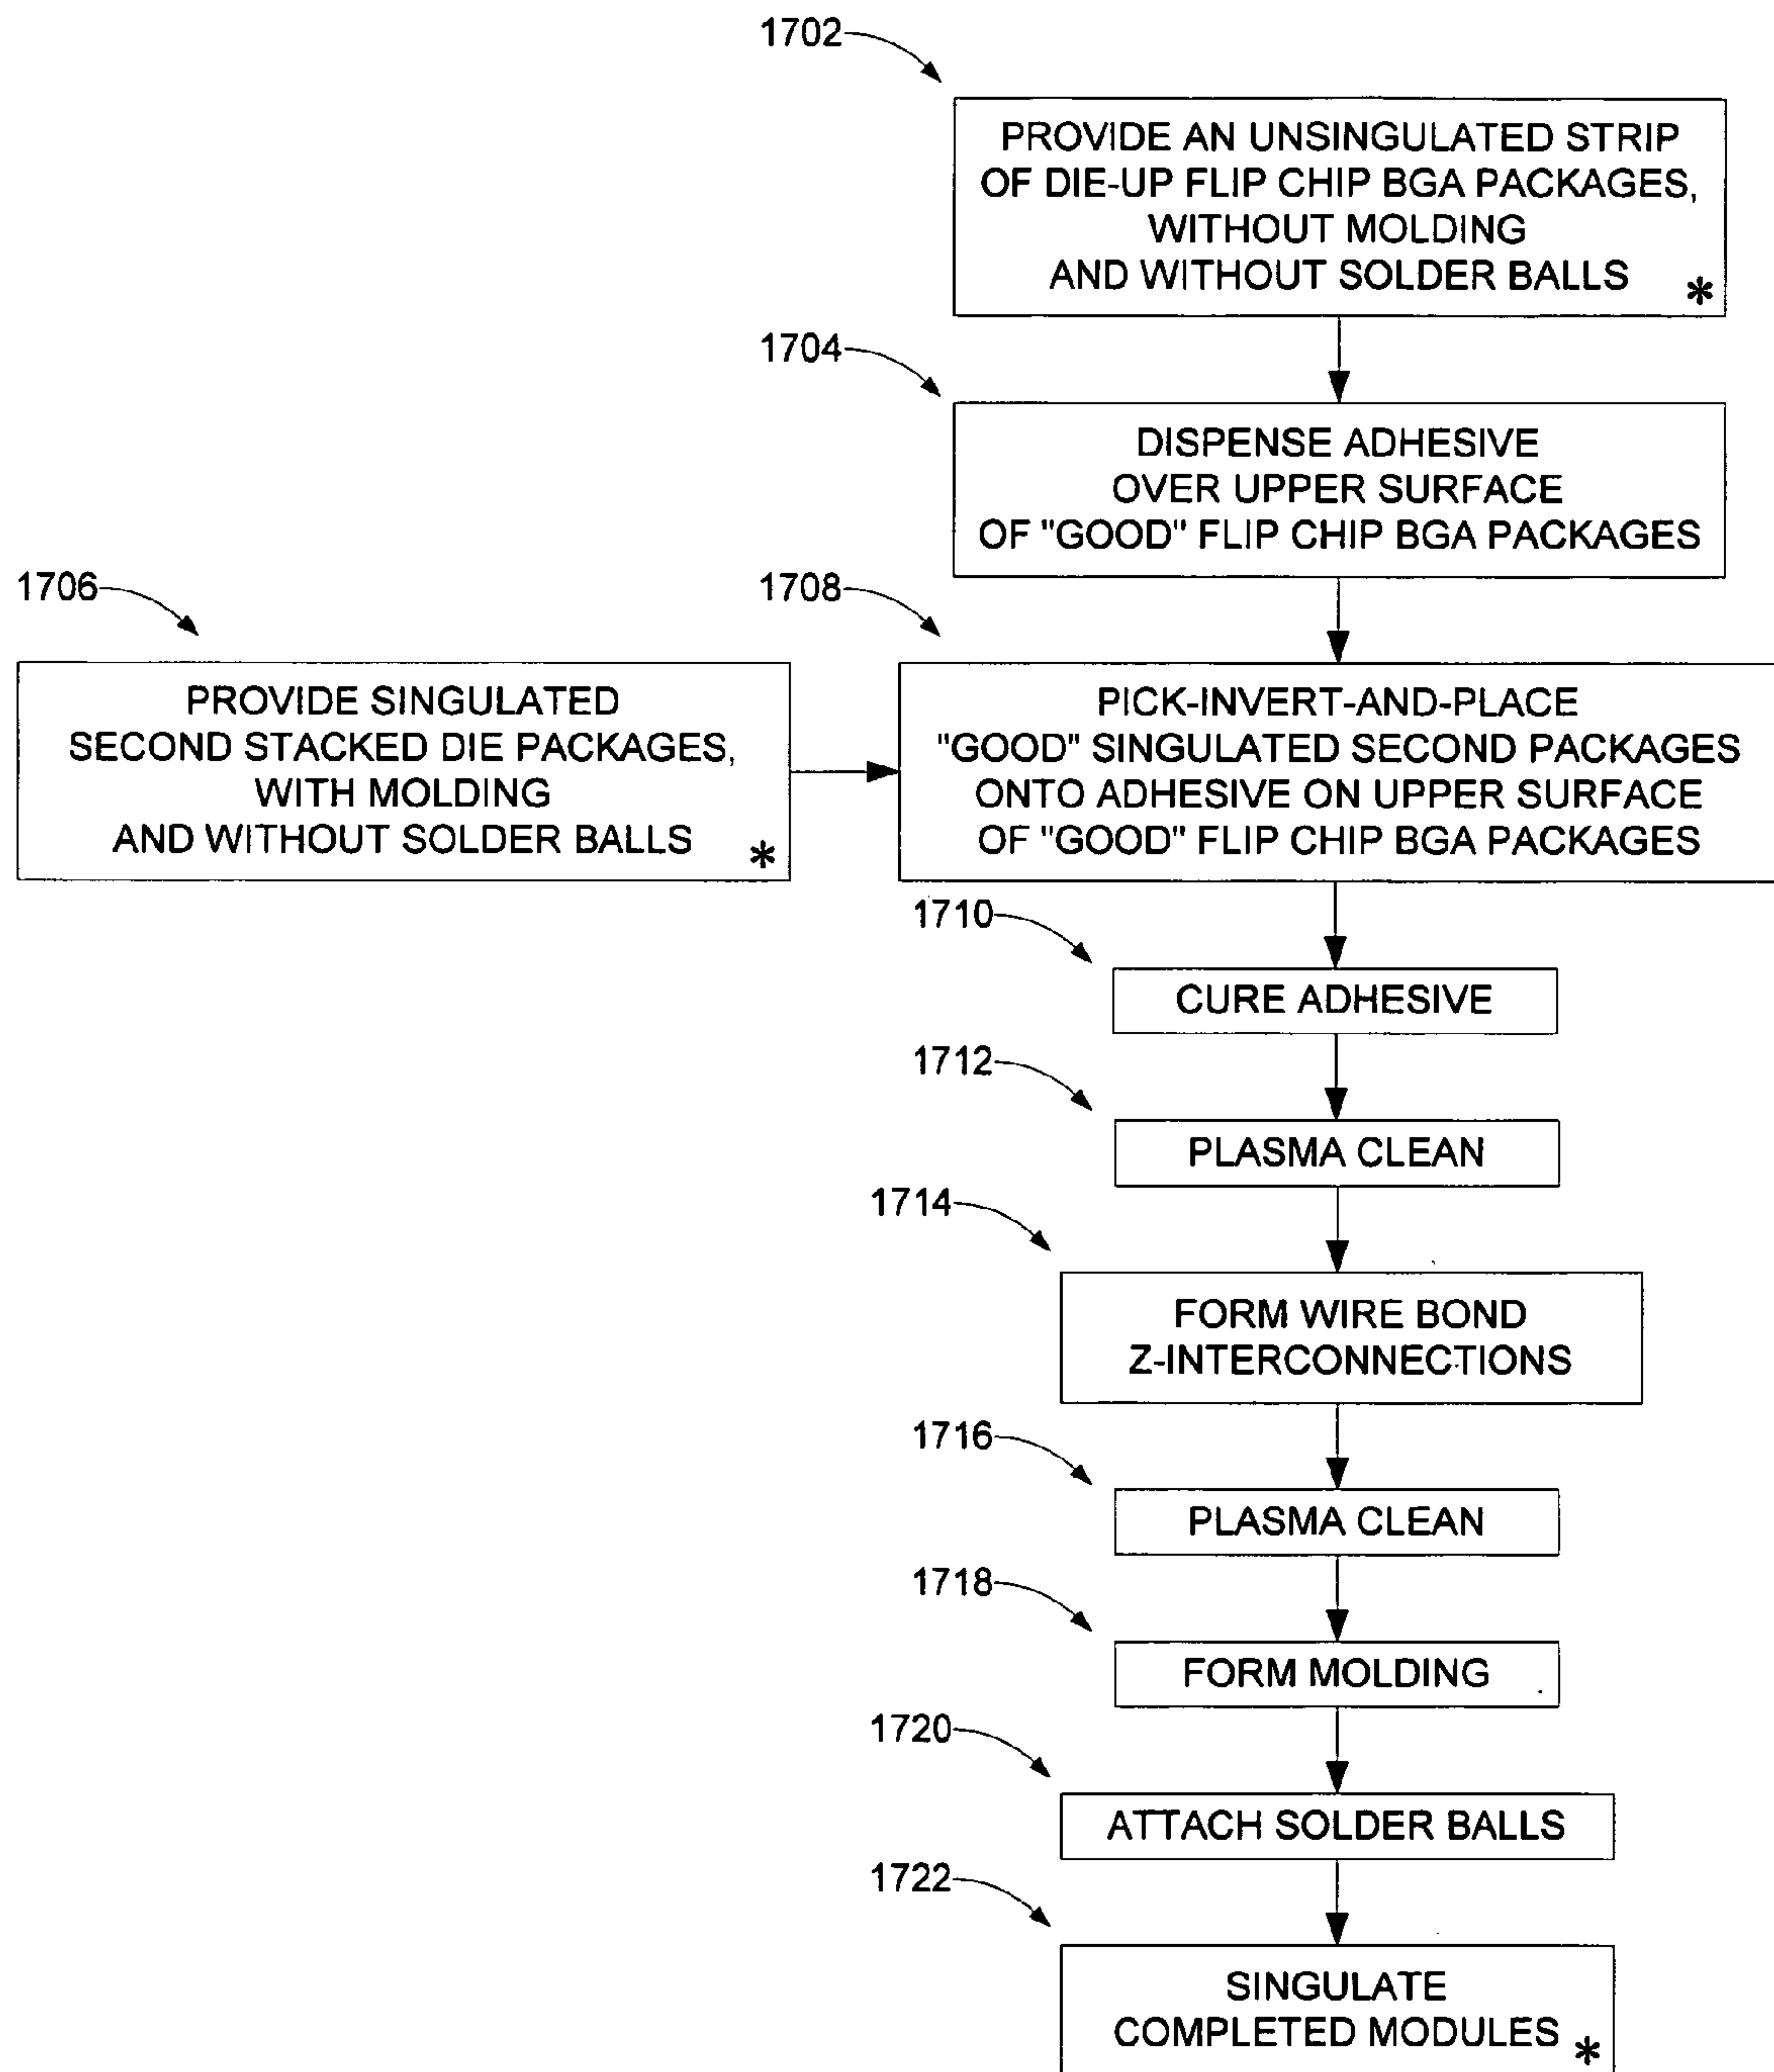 1702
PROVIDE AN UNSINGULATED STRIP
OF DIE-UP FLIP CHIP BGA PACKAGES,
WITHOUT MOLDING
AND WITHOUT SOLDER BALLS *
1704
DISPENSE ADHESIVE
OVER UPPER SURFACE
OF "GOOD" FLIP CHIP BGA PACKAGES
1706
PROVIDE SINGULATED
SECOND STACKED DIE PACKAGES,
WITH MOLDING
AND WITHOUT SOLDER BALLS *
1708
PICK-INVERT-AND-PLACE
"GOOD" SINGULATED SECOND PACKAGES
ONTO ADHESIVE ON UPPER SURFACE
OF "GOOD" FLIP CHIP BGA PACKAGES
1710
CURE ADHESIVE
1712
PLASMA CLEAN
1714
FORM WIRE BOND
Z-INTERCONNECTIONS
1716
PLASMA CLEAN
1718
FORM MOLDING
1720
ATTACH SOLDER BALLS
1722
SINGULATE
COMPLETED MODULES *